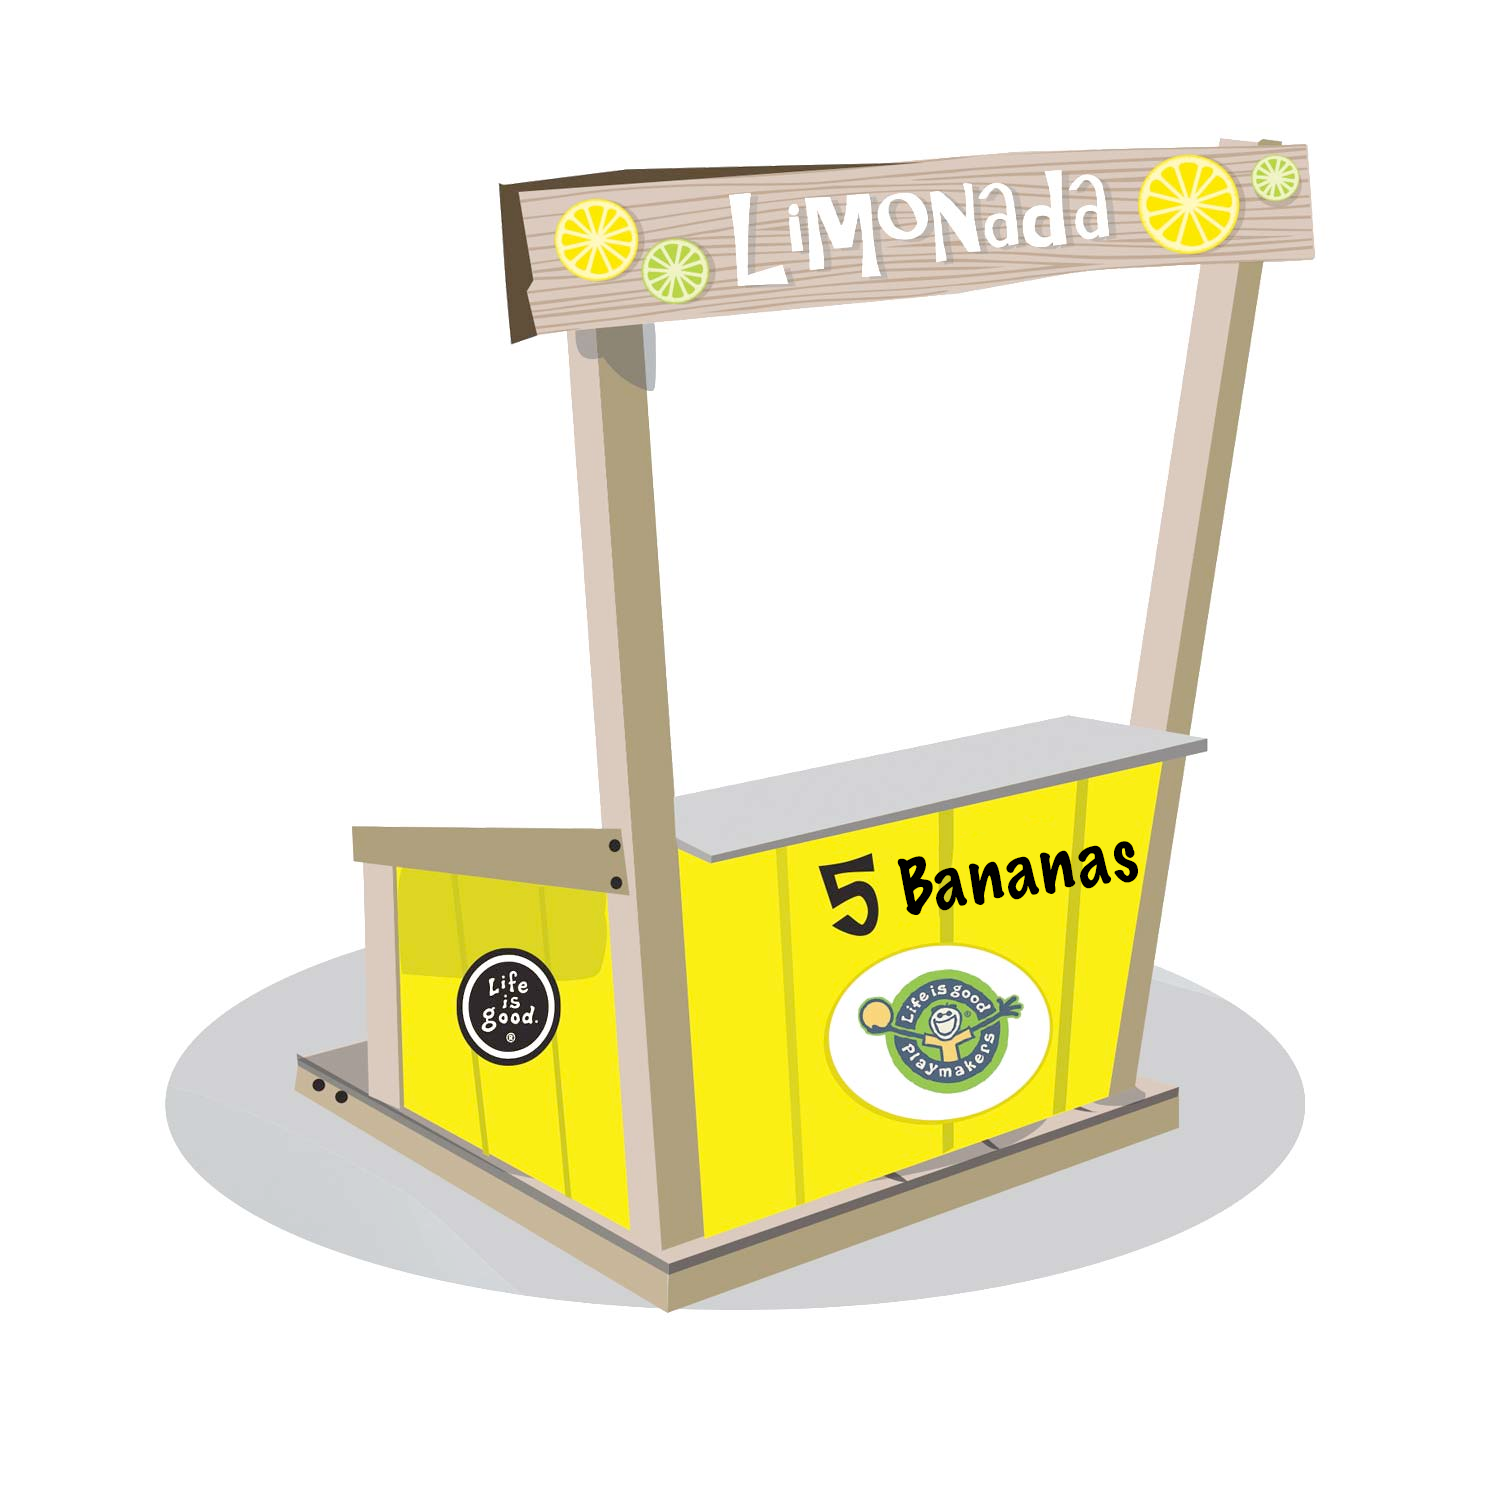 LiMONada
5 Bananas
Life
is
good.
®
Life is good
®
Playmakers